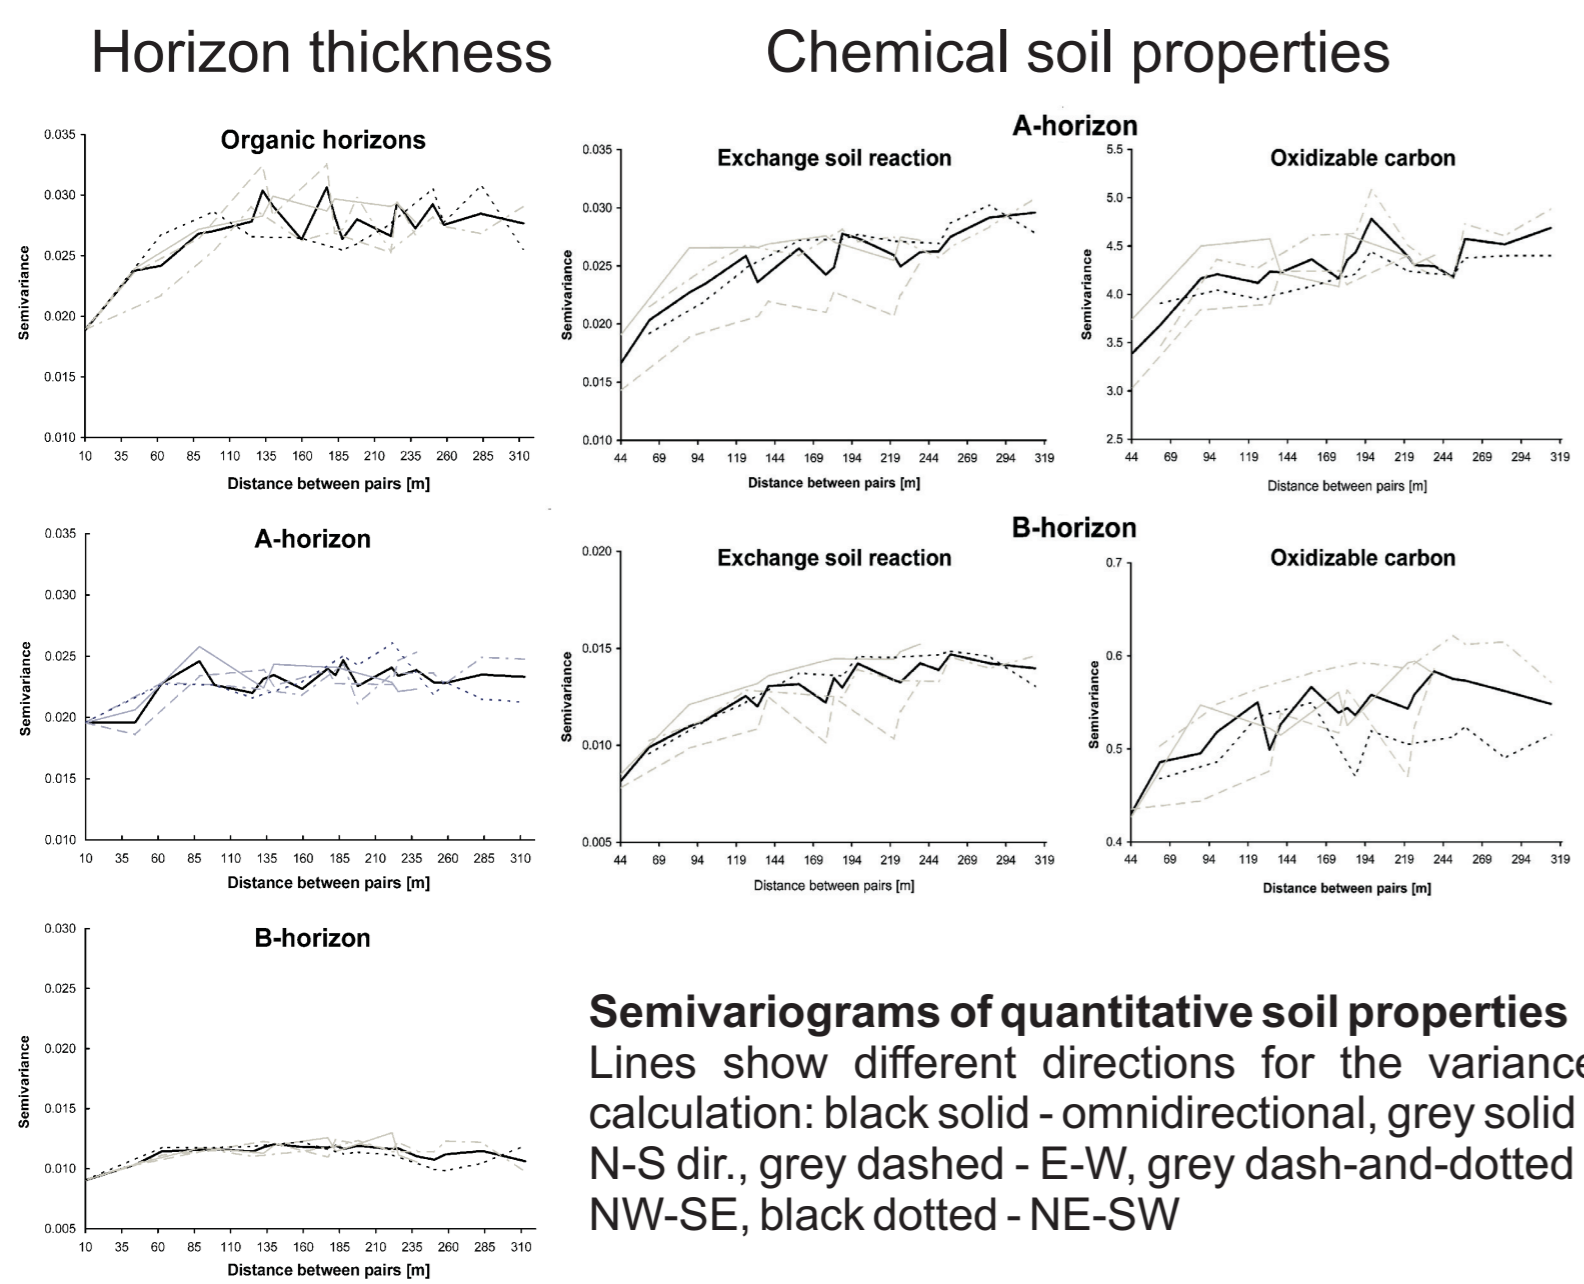 Horizon thickness
Chemical soil properties
Organic horizons
0.035
0.030
0.025
0.020
0.015
0.010
Semivariance
10 35 60 85 110 135 160 185 210 235 260 285 310
Distance between pairs [m]
A-horizon
0.035
0.030
0.025
0.020
0.015
0.010
Semivariance
10 35 60 85 110 135 160 185 210 235 260 285 310
Distance between pairs [m]
B-horizon
0.030
0.025
0.020
0.015
0.010
0.005
Semivariance
10 35 60 85 110 135 160 185 210 235 260 285 310
Distance between pairs [m]
A-horizon
Exchange soil reaction
0.035
0.030
0.025
0.020
0.015
0.010
Semivariance
44 69 94 119 144 169 194 219 244 269 294 319
Distance between pairs [m]
Oxidizable carbon
5.5
5.0
4.5
4.0
3.5
3.0
2.5
Semivariance
44 69 94 119 144 169 194 219 244 269 294 319
Distance between pairs [m]
B-horizon
Exchange soil reaction
0.020
0.015
0.010
0.005
Semivariance
44 69 94 119 144 169 194 219 244 269 294 319
Distance between pairs [m]
Oxidizable carbon
0.7
0.6
0.5
0.4
Semivariance
44 69 94 119 144 169 194 219 244 269 294 319
Distance between pairs [m]
Semivariograms of quantitative soil properties
Lines show different directions for the variance
calculation: black solid - omnidirectional, grey solid
N-S dir., grey dashed - E-W, grey dash-and-dotted
NW-SE, black dotted - NE-SW